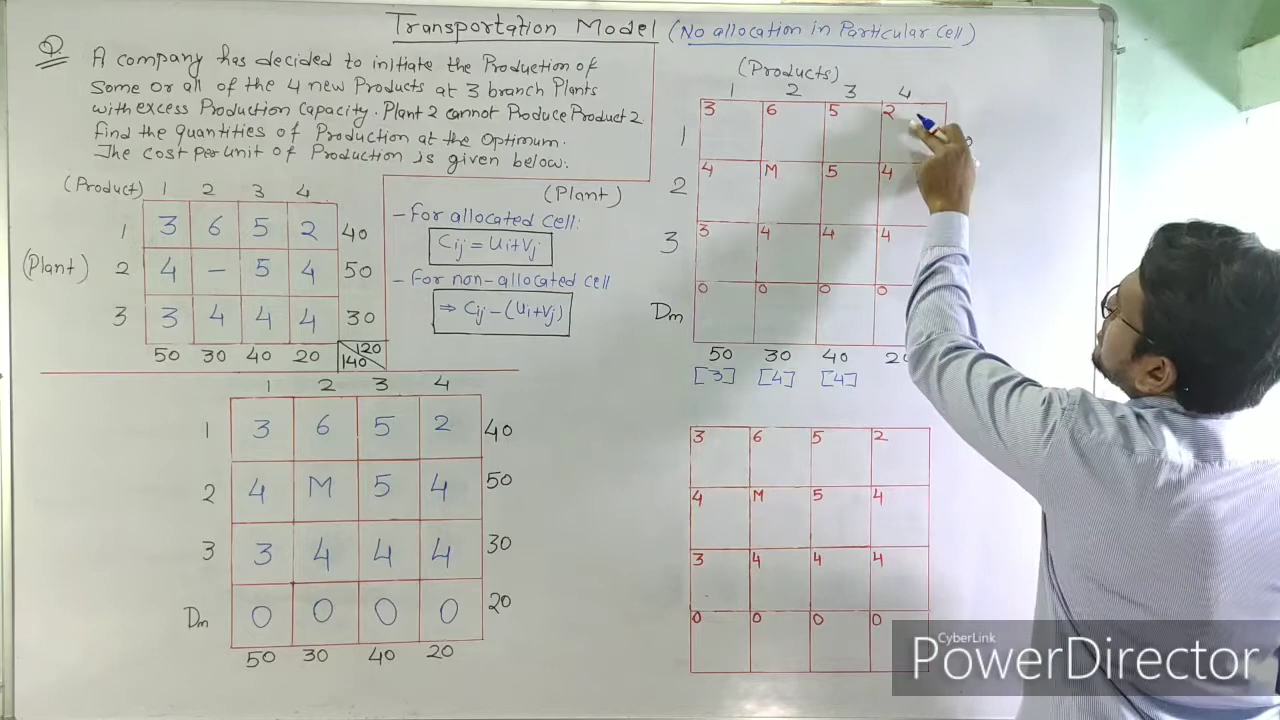 Transportation Model (No allocation in Particular Cell)
Q
A company has decided to initiate the Production of
Some or all of the 4 new Products at 3 branch Plants
with excess Production Capacity. Plant 2 cannot Produce Product 2
find the quantities of Production at the Optimum.
The cost per unit of Production is given below:
(Product) 1 2 3 4
1 3 6 5 2 40
(Plant) 2 4 – 5 4 50
3 3 4 4 4 30
50 30 40 20 120
140
(Plant)
- for allocated cell:
Cij = Ui+Vj
- for non-allocated cell
⇒ Cij – (Ui+Vj)
1 2 3 4
1 3 6 5 2 40
2 4 M 5 4 50
3 3 4 4 4 30
Dm 0 0 0 0 20
50 30 40 20
(Products)
1 2 3 4
1 3 6 5 2
2 4 M 5 4
3 3 4 4 4
Dm 0 0 0 0
50 30 40
[3] [4] [4]
3 6 5 2
4 M 5 4
3 4 4 4
0 0 0 0
CyberLink
PowerDirector